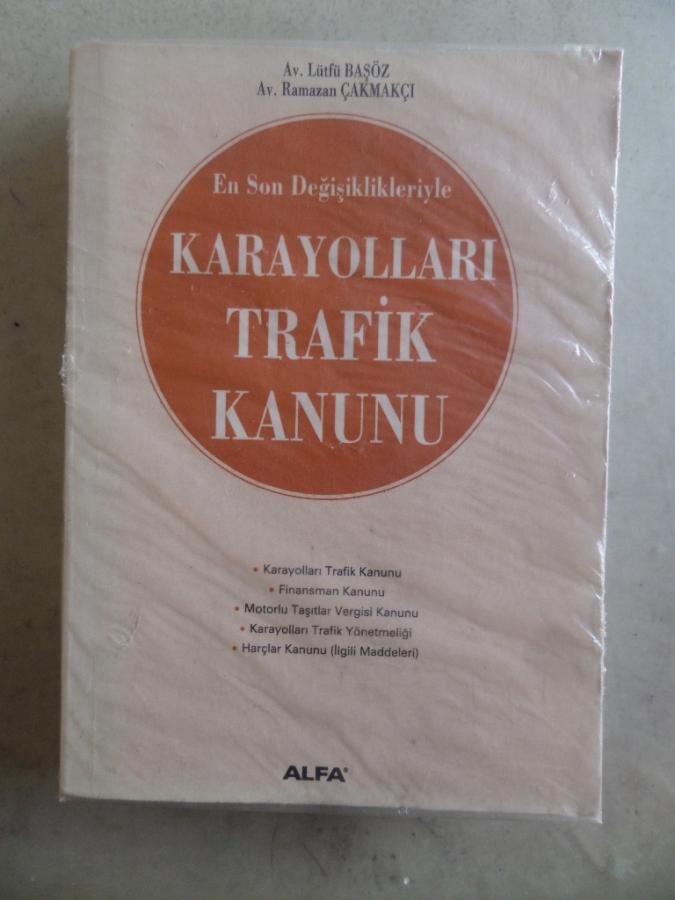 Av. Lütfü BAŞÖZ
Av. Ramazan ÇAKMAKÇI
En Son Değişiklikleriyle
KARAYOLLARI
TRAFİK
KANUNU
• Karayolları Trafik Kanunu
• Finansman Kanunu
• Motorlu Taşıtlar Vergisi Kanunu
• Karayolları Trafik Yönetmeliği
• Harçlar Kanunu (İlgili Maddeleri)
ALFA®